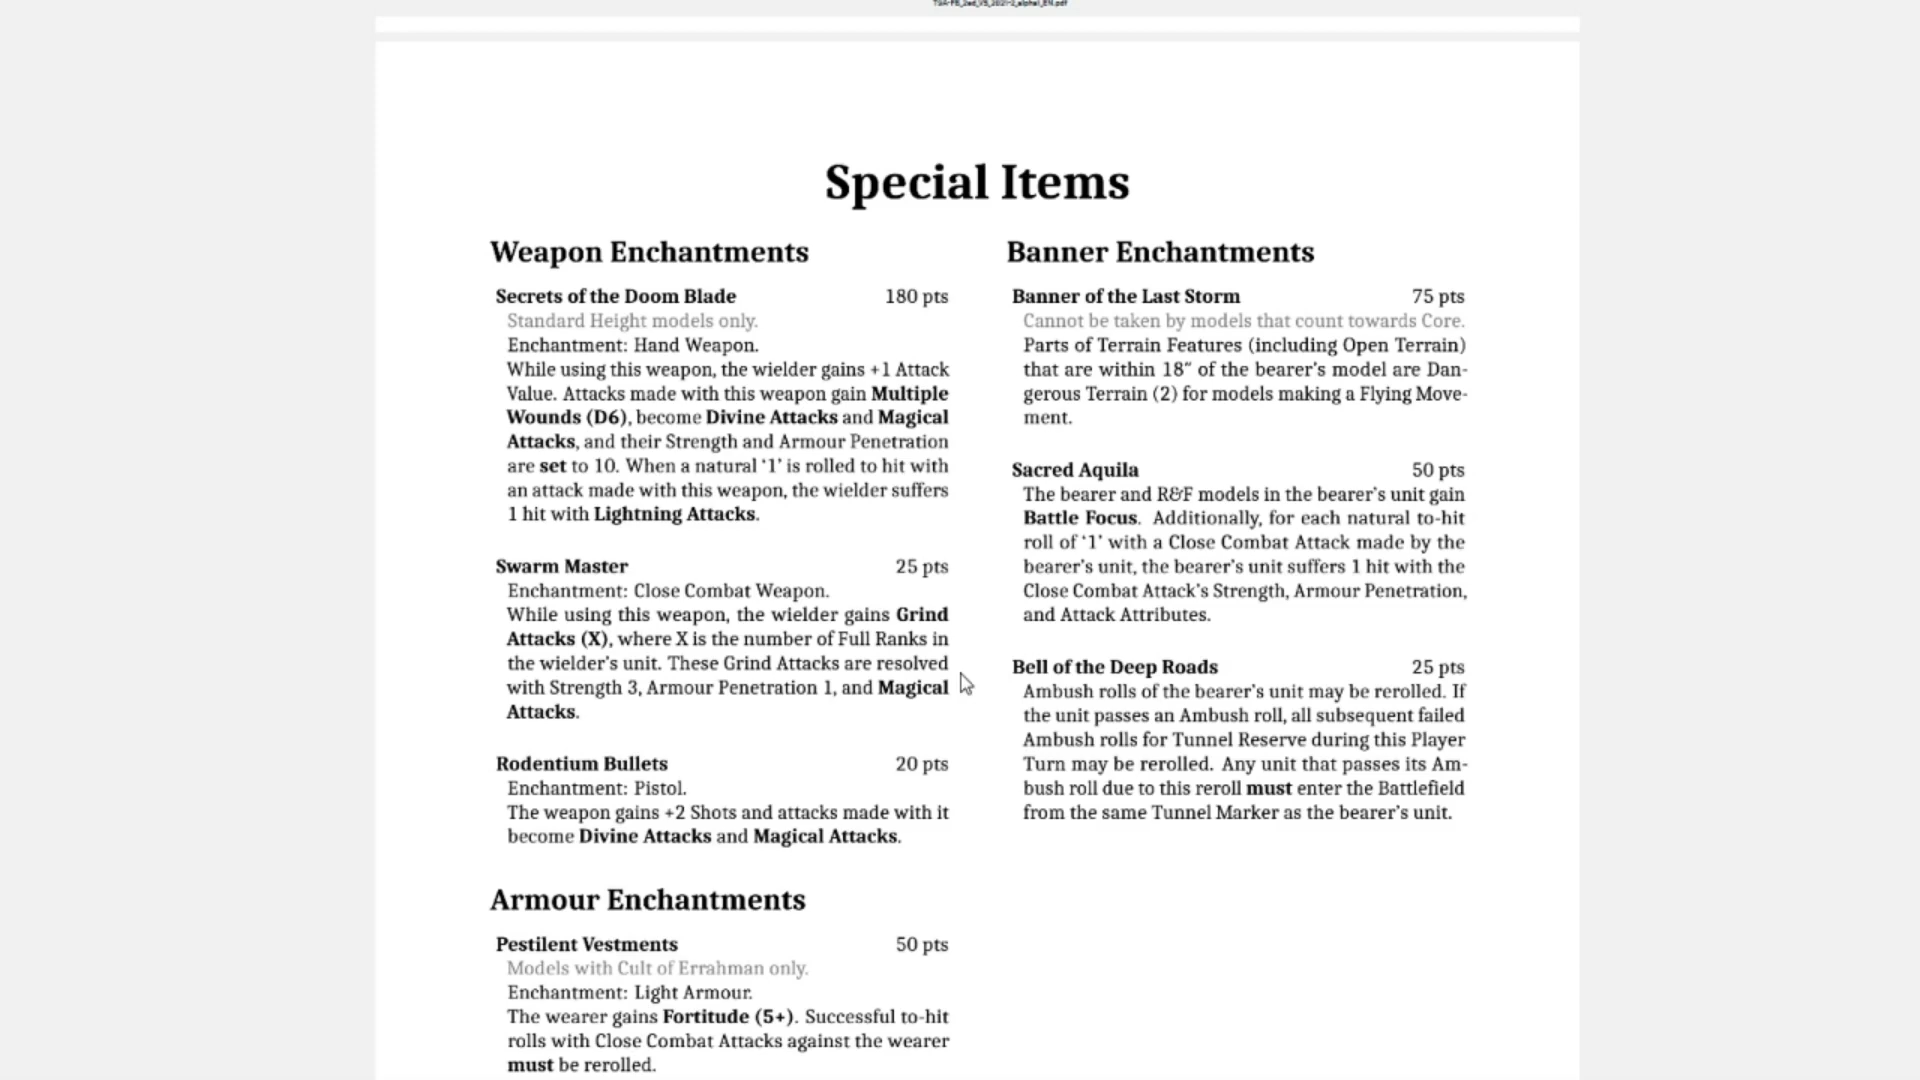 Special Items
Weapon Enchantments
Secrets of the Doom Blade 180 pts
Standard Height models only.
Enchantment: Hand Weapon.
While using this weapon, the wielder gains +1 Attack
Value. Attacks made with this weapon gain Multiple
Wounds (D6), become Divine Attacks and Magical
Attacks, and their Strength and Armour Penetration
are set to 10. When a natural ‘1’ is rolled to hit with
an attack made with this weapon, the wielder suffers
1 hit with Lightning Attacks.
Swarm Master 25 pts
Enchantment: Close Combat Weapon.
While using this weapon, the wielder gains Grind
Attacks (X), where X is the number of Full Ranks in
the wielder’s unit. These Grind Attacks are resolved
with Strength 3, Armour Penetration 1, and Magical
Attacks.
Rodentium Bullets 20 pts
Enchantment: Pistol.
The weapon gains +2 Shots and attacks made with it
become Divine Attacks and Magical Attacks.
Armour Enchantments
Pestilent Vestments 50 pts
Models with Cult of Errahman only.
Enchantment: Light Armour.
The wearer gains Fortitude (5+). Successful to-hit
rolls with Close Combat Attacks against the wearer
must be rerolled.
Banner Enchantments
Banner of the Last Storm 75 pts
Cannot be taken by models that count towards Core.
Parts of Terrain Features (including Open Terrain)
that are within 18″ of the bearer’s model are Dan-
gerous Terrain (2) for models making a Flying Move-
ment.
Sacred Aquila 50 pts
The bearer and R&F models in the bearer’s unit gain
Battle Focus. Additionally, for each natural to-hit
roll of ‘1’ with a Close Combat Attack made by the
bearer’s unit, the bearer’s unit suffers 1 hit with the
Close Combat Attack’s Strength, Armour Penetration,
and Attack Attributes.
Bell of the Deep Roads 25 pts
Ambush rolls of the bearer’s unit may be rerolled. If
the unit passes an Ambush roll, all subsequent failed
Ambush rolls for Tunnel Reserve during this Player
Turn may be rerolled. Any unit that passes its Am-
bush roll due to this reroll must enter the Battlefield
from the same Tunnel Marker as the bearer’s unit.